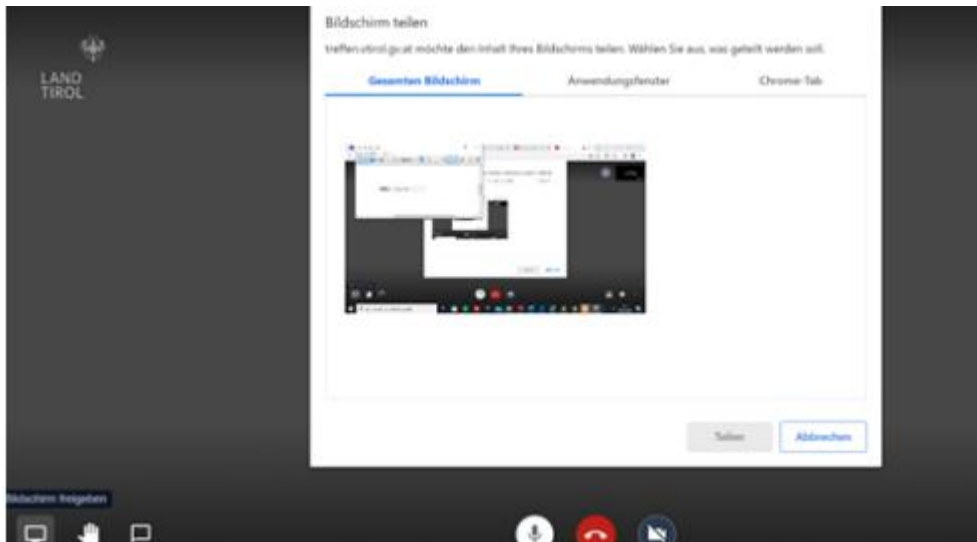 LAND
TIROL
Bildschirm teilen
treffen.vtirol.gv.at möchte den Inhalt Ihres Bildschirms teilen. Wählen Sie aus, was geteilt werden soll.
Gesamten Bildschirm Anwendungsfenster Chrome-Tab
Teilen Abbrechen
Bildschirm freigeben